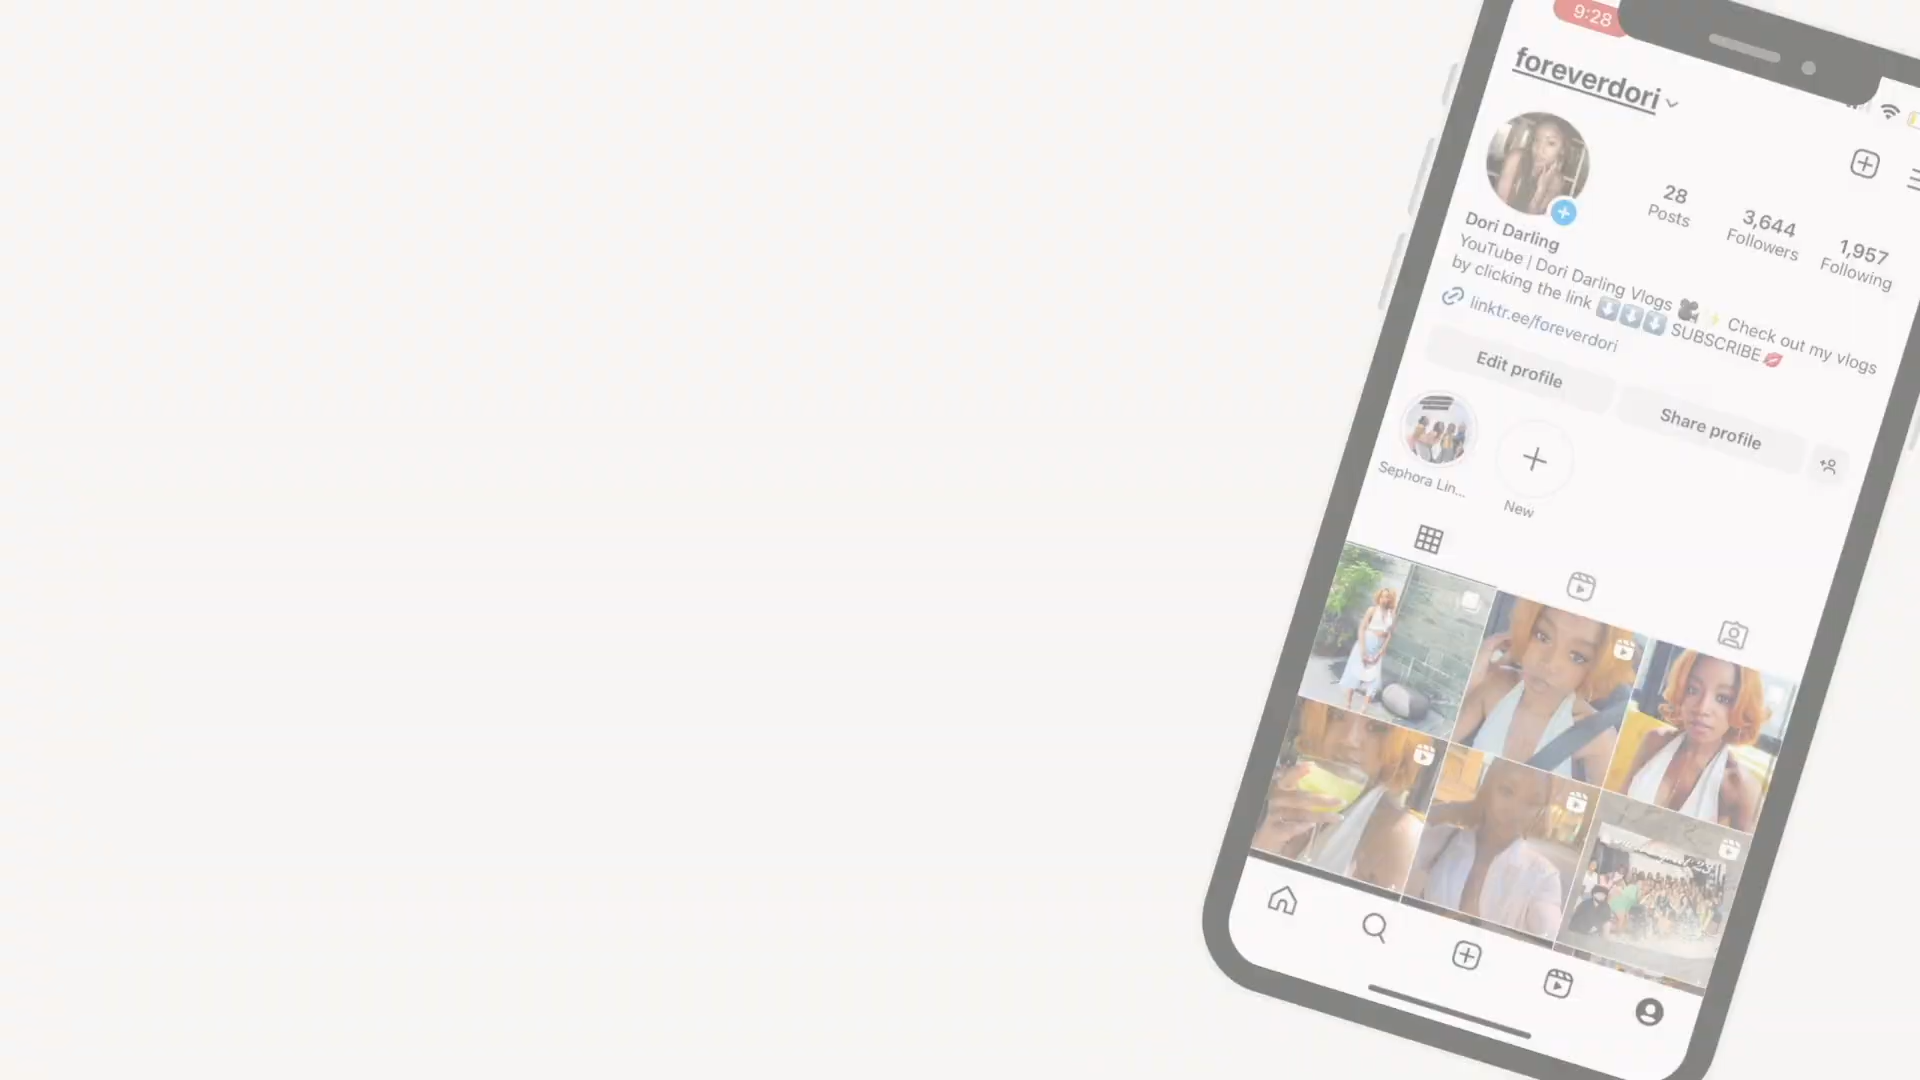 9:28
foreverdori
28
Posts
3,644
Followers
1,957
Following
Dori Darling
YouTube | Dori Darling Vlogs 🎥✨ Check out my vlogs
by clicking the link ⬇️⬇️⬇️ SUBSCRIBE💋
linktr.ee/foreverdori
Edit profile
Share profile
Sephora Lin...
New